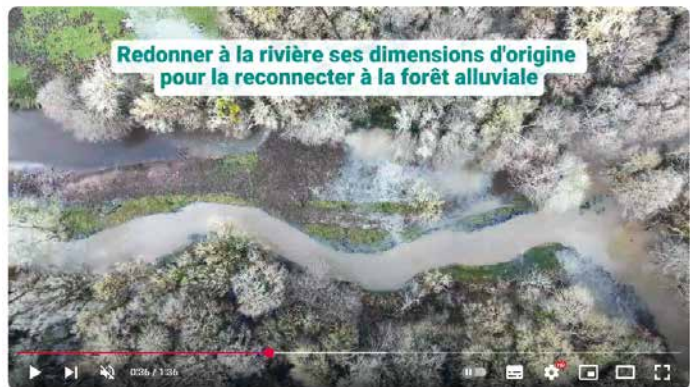 Redonner à la rivière ses dimensions d'origine
pour la reconnecter à la forêt alluviale
0:36 / 1:36